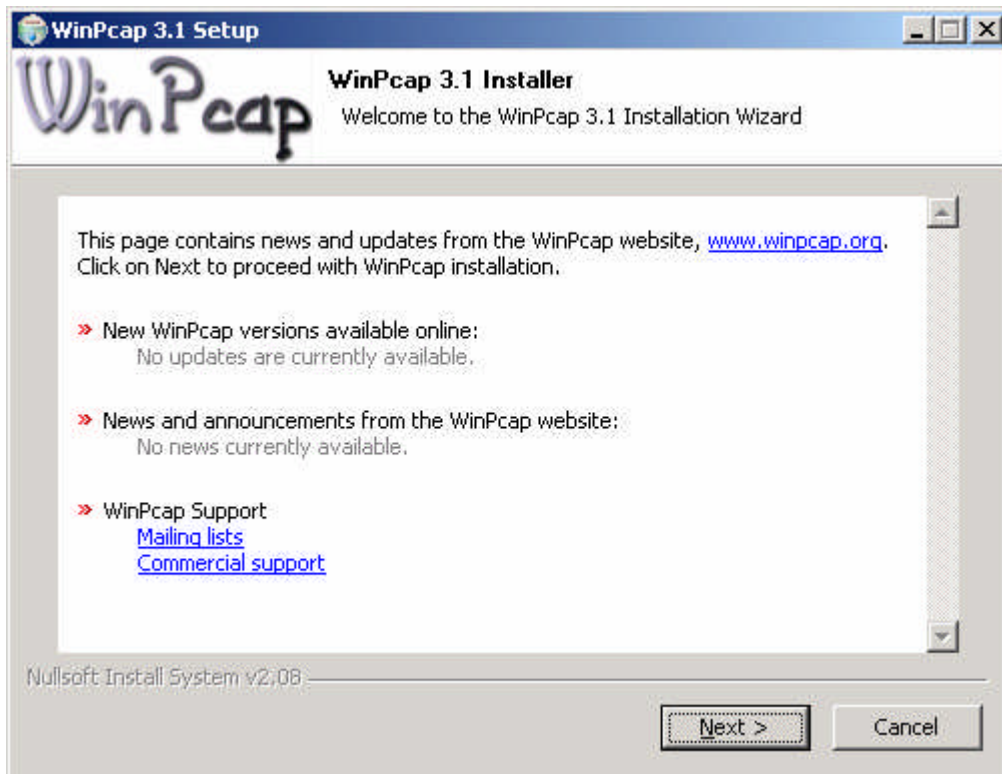 WinPcap 3.1 Setup
WinPcap
WinPcap 3.1 Installer
Welcome to the WinPcap 3.1 Installation Wizard
This page contains news and updates from the WinPcap website, www.winpcap.org.
Click on Next to proceed with WinPcap installation.
» New WinPcap versions available online:
No updates are currently available.
» News and announcements from the WinPcap website:
No news currently available.
» WinPcap Support
Mailing lists
Commercial support
Nullsoft Install System v2.08
Next > Cancel